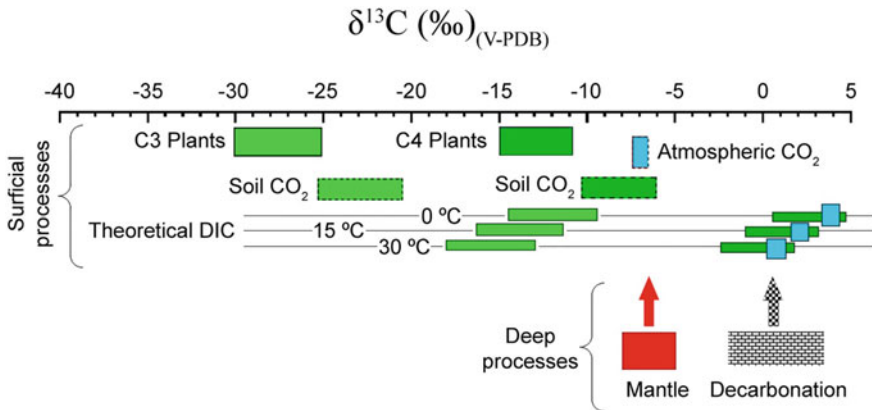 δ¹³C (‰)(V-PDB)
-40 -35 -30 -25 -20 -15 -10 -5 0 5
Surficial
processses
C3 Plants
C4 Plants
Atmospheric CO₂
Soil CO₂
Soil CO₂
Theoretical DIC
0 ºC
15 ºC
30 ºC
Deep
processes
Mantle
Decarbonation